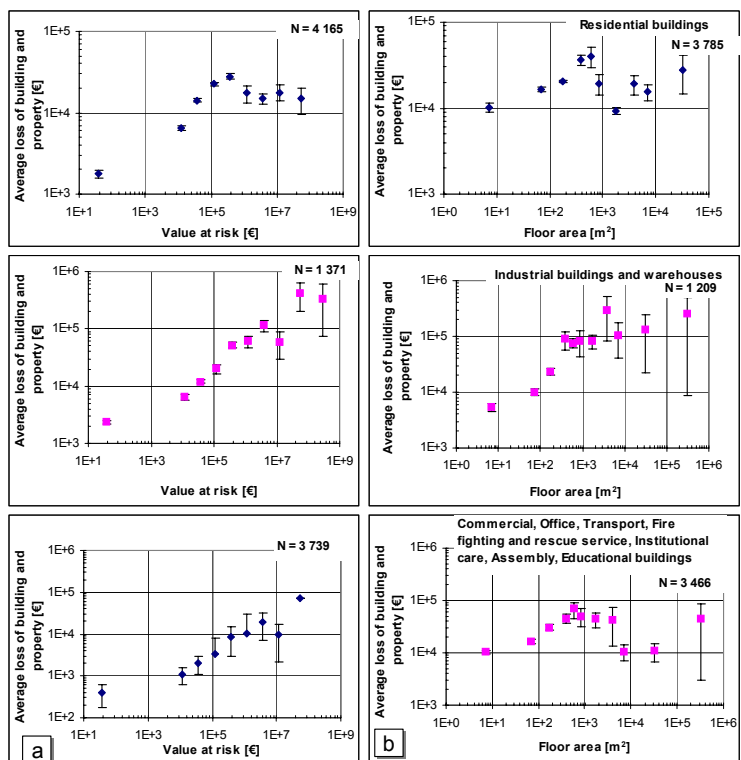 N = 4 165
Average loss of building and
property [€]
1E+5
1E+4
1E+3
1E+1 1E+3 1E+5 1E+7 1E+9
Value at risk [€]
Residential buildings
N = 3 785
Average loss of building and
property [€]
1E+5
1E+4
1E+3
1E+0 1E+1 1E+2 1E+3 1E+4 1E+5
Floor area [m²]
N = 1 371
Average loss of building and
property [€]
1E+6
1E+5
1E+4
1E+3
1E+1 1E+3 1E+5 1E+7 1E+9
Value at risk [€]
Industrial buildings and warehouses
N = 1 209
Average loss of building and
property [€]
1E+6
1E+5
1E+4
1E+3
1E+0 1E+1 1E+2 1E+3 1E+4 1E+5 1E+6
Floor area [m²]
N = 3 739
Average loss of building and
property [€]
1E+6
1E+5
1E+4
1E+3
1E+2
1E+1 1E+3 1E+5 1E+7 1E+9
Value at risk [€]
a
Commercial, Office, Transport, Fire
fighting and rescue service, Institutional
care, Assembly, Educational buildings
N = 3 466
Average loss of building and
property [€]
1E+6
1E+5
1E+4
1E+3
1E+0 1E+1 1E+2 1E+3 1E+4 1E+5 1E+6
Floor area [m²]
b